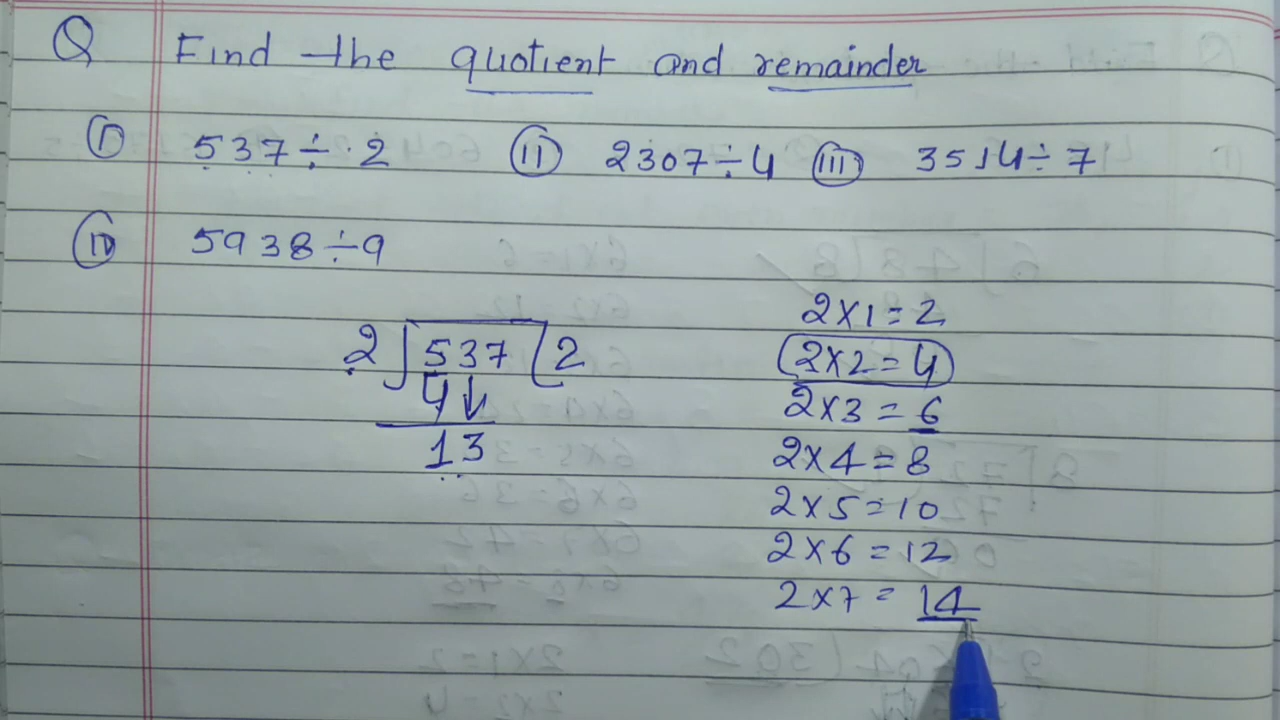 Q Find the quotient and remainder
(i) 537 ÷ 2 (ii) 2307 ÷ 4 (iii) 3514 ÷ 7
(iv) 5938 ÷ 9
2 ) 537 ( 2
4 ↓
13
2 x 1 = 2
2 x 2 = 4
2 x 3 = 6
2 x 4 = 8
2 x 5 = 10
2 x 6 = 12
2 x 7 = 14